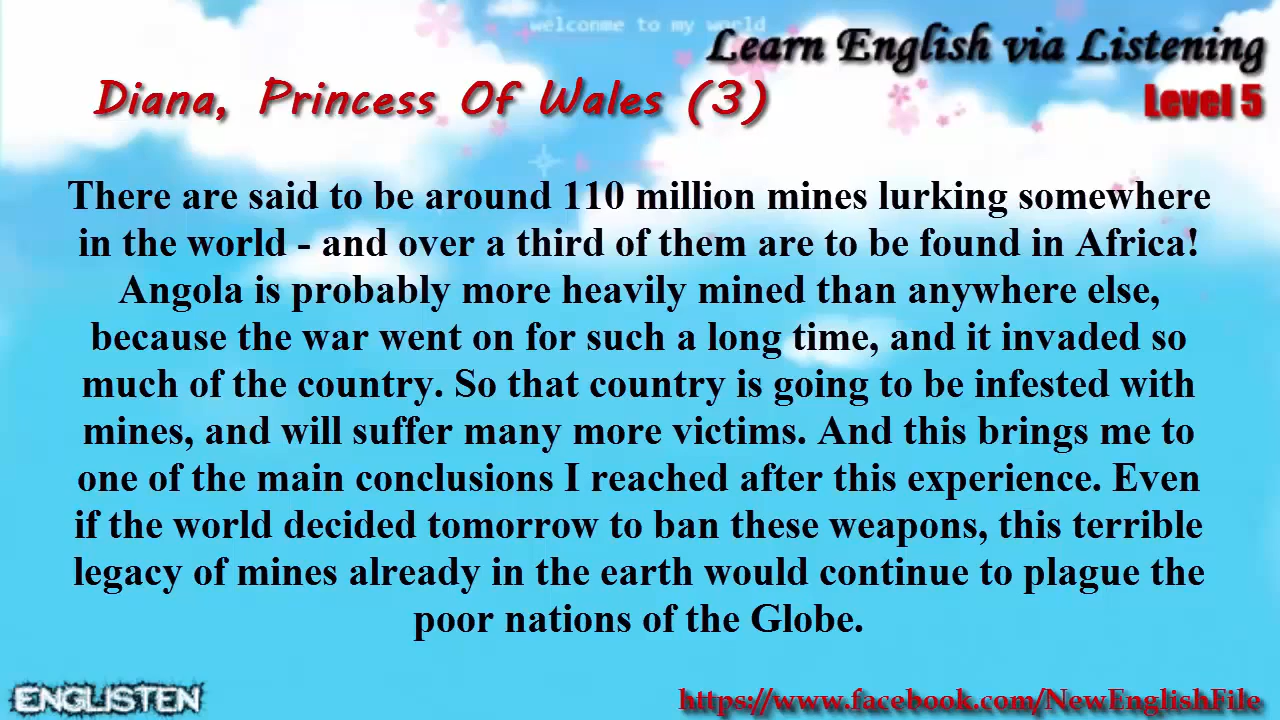 welconme to my world
Learn English via Listening
Diana, Princess Of Wales (3)
Level 5
There are said to be around 110 million mines lurking somewhere
in the world - and over a third of them are to be found in Africa!
Angola is probably more heavily mined than anywhere else,
because the war went on for such a long time, and it invaded so
much of the country. So that country is going to be infested with
mines, and will suffer many more victims. And this brings me to
one of the main conclusions I reached after this experience. Even
if the world decided tomorrow to ban these weapons, this terrible
legacy of mines already in the earth would continue to plague the
poor nations of the Globe.
ENGLISTEN
https://www.facebook.com/NewEnglishFile